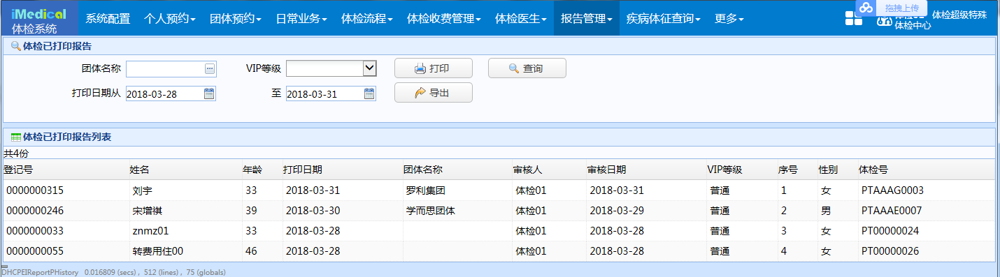 iMedical
体检系统
系统配置 个人预约 团体预约 日常业务 体检流程 体检收费管理 体检医生 报告管理 疾病体征查询 更多
拖拽上传
体检超级特殊
体检中心
体检已打印报告
团体名称 VIP等级 打印 查询
打印日期从 2018-03-28 至 2018-03-31 导出
体检已打印报告列表
共4份
登记号 姓名 年龄 打印日期 团体名称 审核人 审核日期 VIP等级 序号 性别 体检号
0000000315 刘宇 33 2018-03-31 罗利集团 体检01 2018-03-31 普通 1 女 PTAAAG0003
0000000246 宋增祺 39 2018-03-30 学而思团体 体检01 2018-03-29 普通 2 男 PTAAAE0007
0000000033 znmz01 33 2018-03-28 体检01 2018-03-28 普通 3 女 PT00000024
0000000055 转费用住00 46 2018-03-28 体检01 2018-03-28 普通 4 女 PT00000026
DHCPEIReportPHistory 0.016809 (secs) , 512 (lines) , 75 (globals)